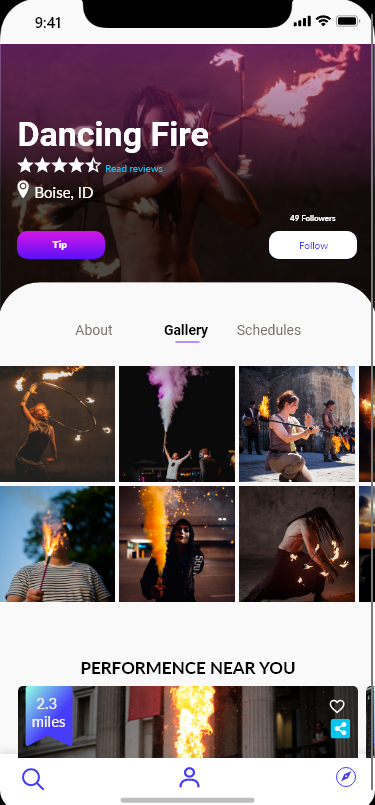 9:41
Dancing Fire
Read reviews
Boise, ID
49 Followers
Tip
Follow
About
Gallery
Schedules
PERFORMENCE NEAR YOU
2.3
miles